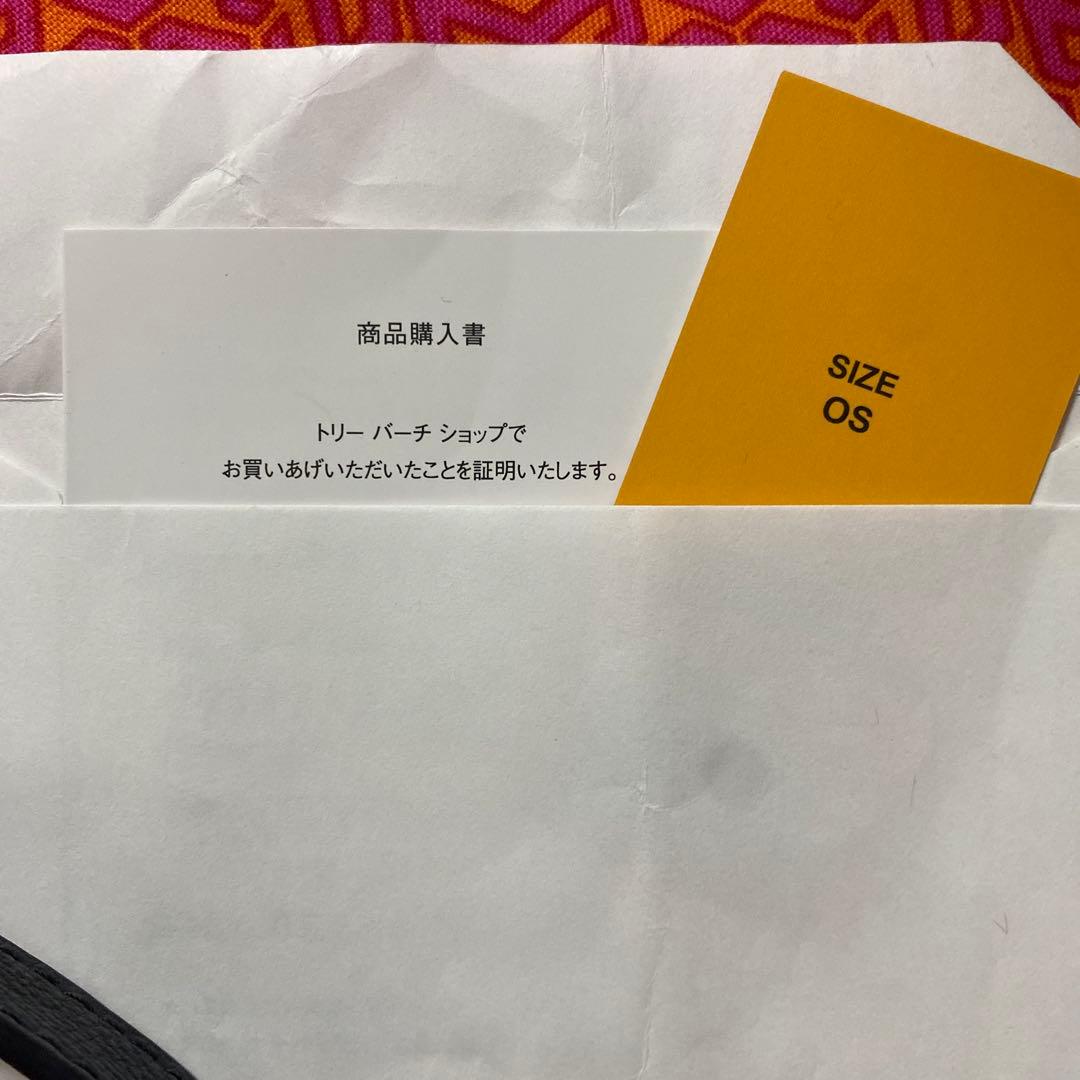 商品購入書
トリー バーチ ショップで
お買いあげいただいたことを証明いたします。
SIZE
OS